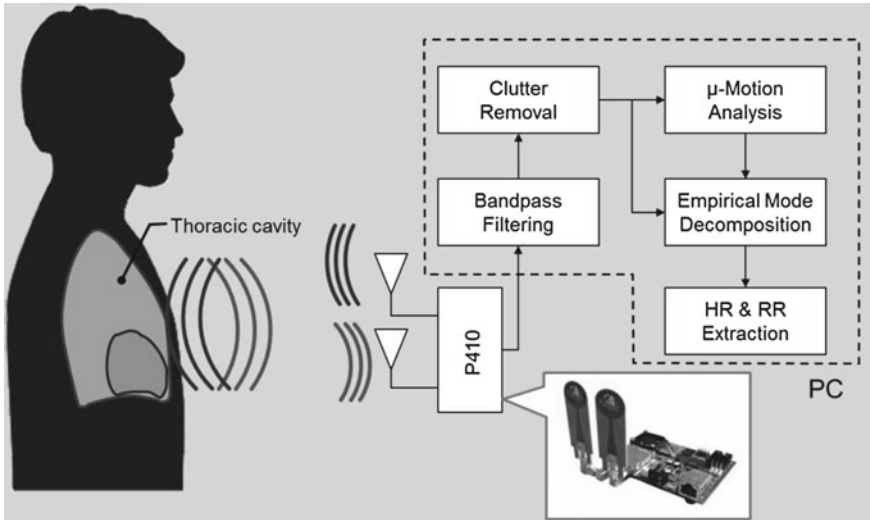 Clutter
Removal
μ-Motion
Analysis
Bandpass
Filtering
Empirical Mode
Decomposition
Thoracic cavity
HR & RR
Extraction
P410
PC